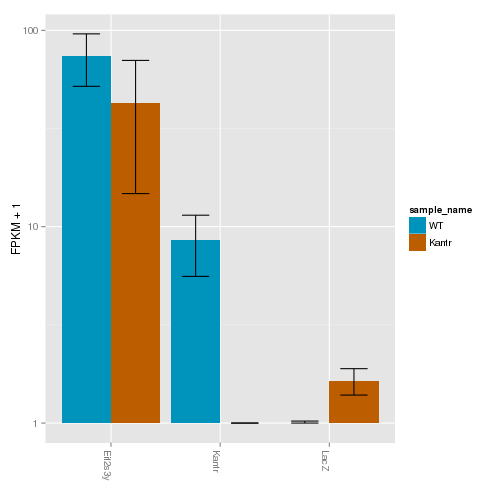 100
10
1
FPKM + 1
Eif2s3y
Kantr
LacZ
sample_name
WT
Kantr